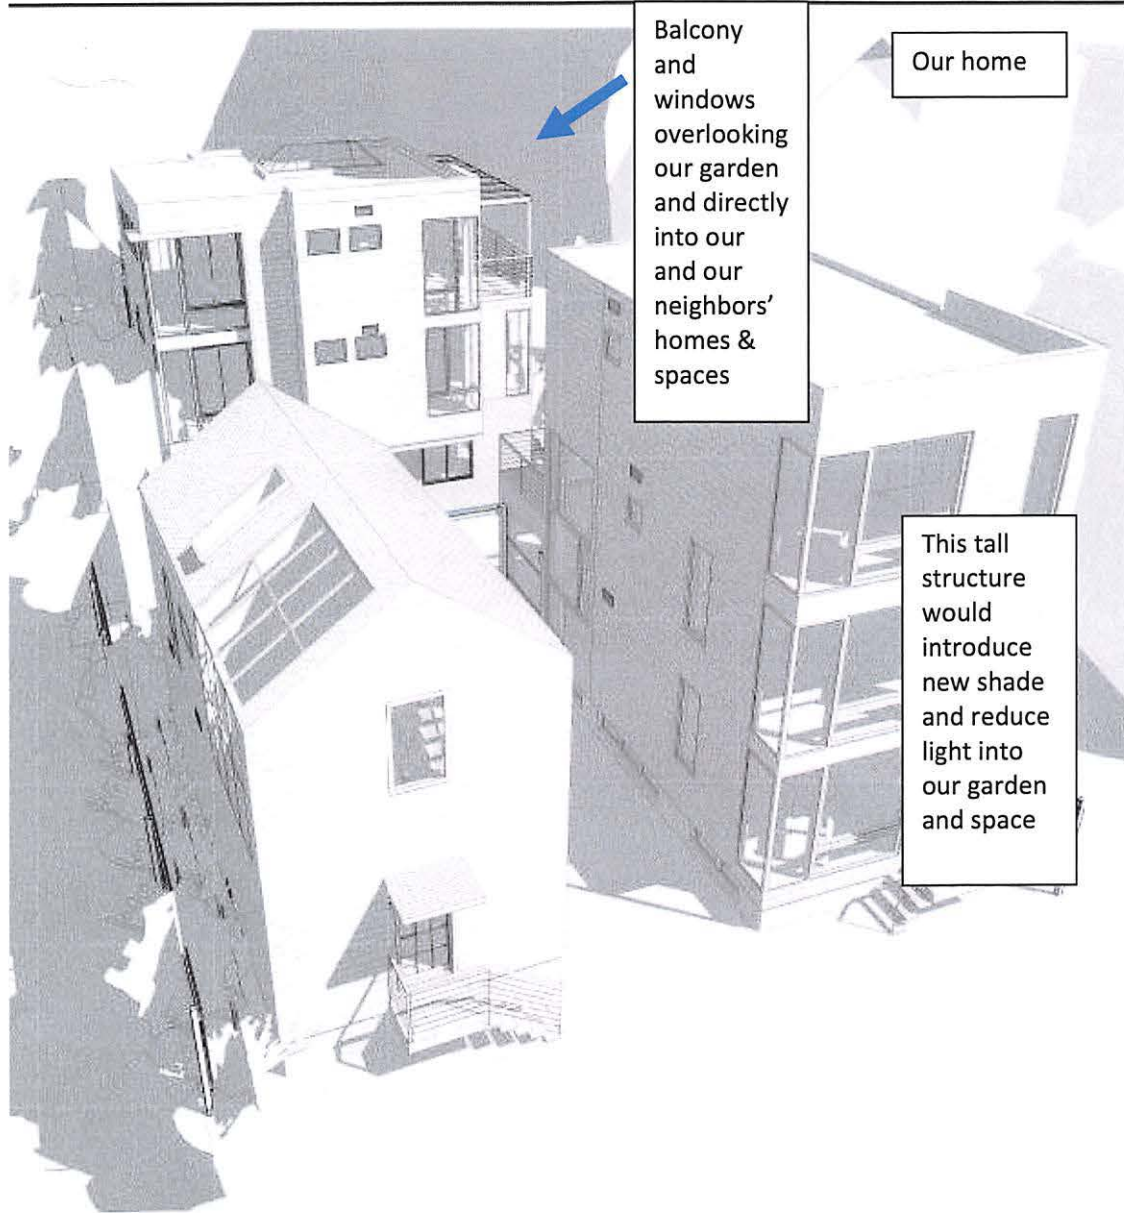 Balcony
and
windows
overlooking
our garden
and directly
into our
and our
neighbors’
homes &
spaces
Our home
This tall
structure
would
introduce
new shade
and reduce
light into
our garden
and space